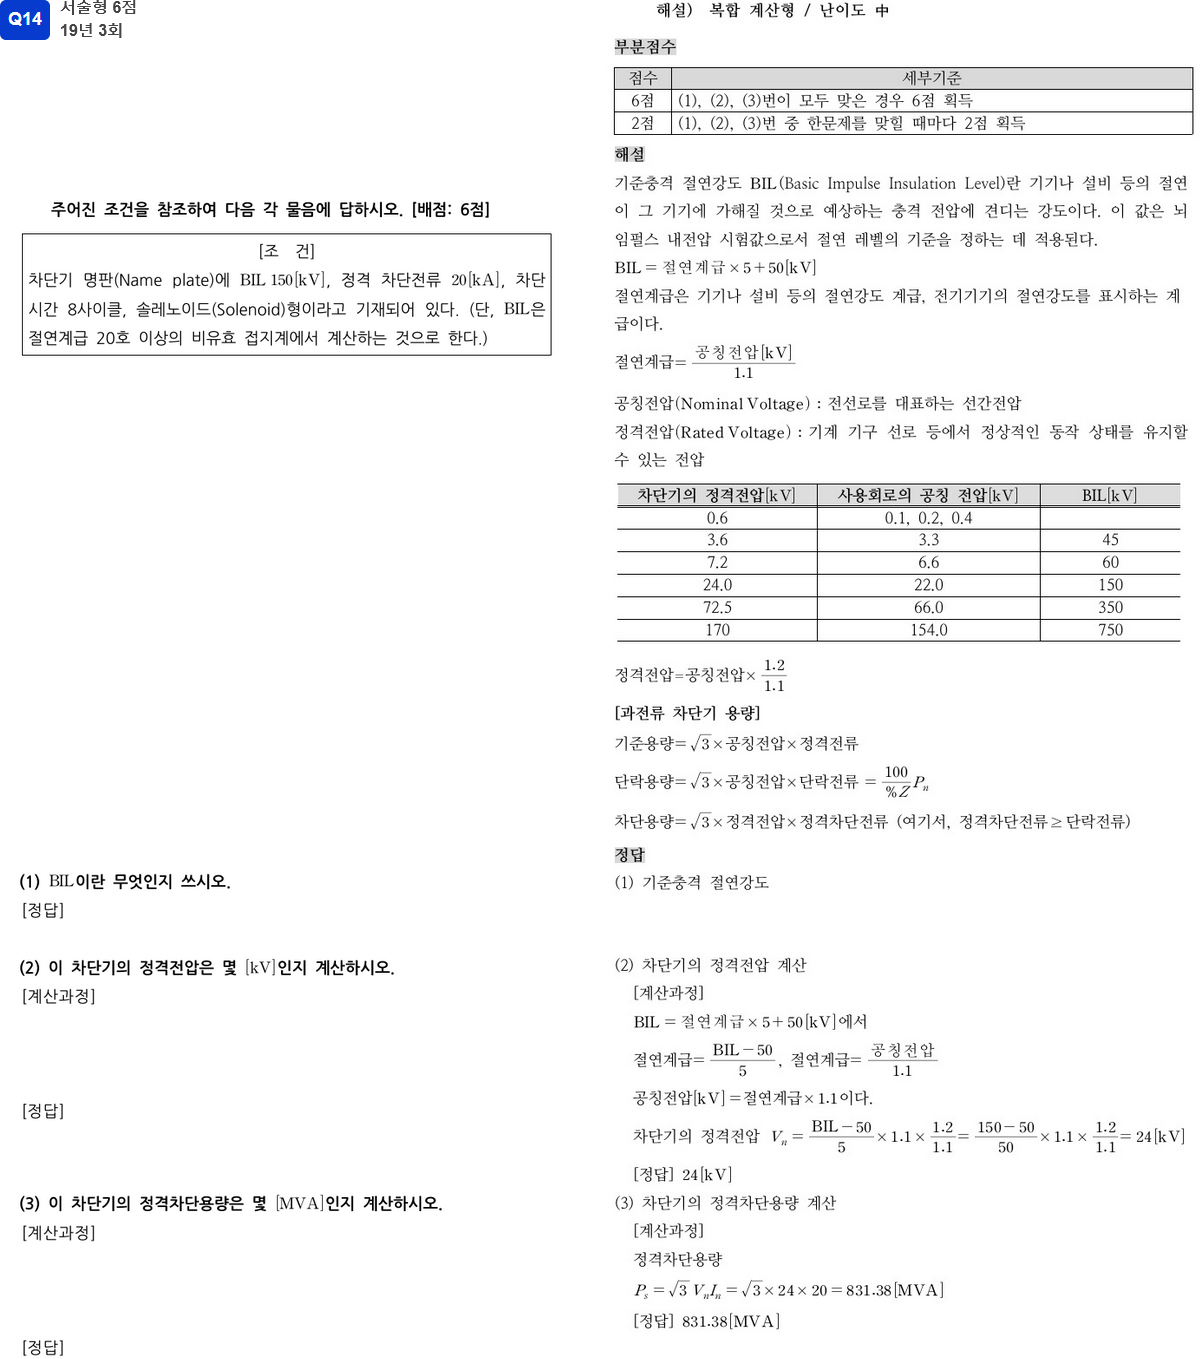 Q14
서술형 6점
19년 3회
주어진 조건을 참조하여 다음 각 물음에 답하시오. [배점: 6점]
[조 건]
차단기 명판(Name plate)에 BIL 150[kV], 정격 차단전류 20[kA], 차단
시간 8사이클, 솔레노이드(Solenoid)형이라고 기재되어 있다. (단, BIL은
절연계급 20호 이상의 비유효 접지계에서 계산하는 것으로 한다.)
(1) BIL이란 무엇인지 쓰시오.
[정답]
(2) 이 차단기의 정격전압은 몇 [kV]인지 계산하시오.
[계산과정]
[정답]
(3) 이 차단기의 정격차단용량은 몇 [MVA]인지 계산하시오.
[계산과정]
[정답]
해설) 복합 계산형 / 난이도 中
부분점수
점수 세부기준
6점 (1), (2), (3)번이 모두 맞은 경우 6점 획득
2점 (1), (2), (3)번 중 한문제를 맞힐 때마다 2점 획득
해설
기준충격 절연강도 BIL(Basic Impulse Insulation Level)란 기기나 설비 등의 절연
이 그 기기에 가해질 것으로 예상하는 충격 전압에 견디는 강도이다. 이 값은 뇌
임펄스 내전압 시험값으로서 절연 레벨의 기준을 정하는 데 적용된다.
BIL = 절연계급 × 5 + 50[kV]
절연계급은 기기나 설비 등의 절연강도 계급, 전기기기의 절연강도를 표시하는 계
급이다.
절연계급 = 공칭전압[kV] / 1.1
공칭전압(Nominal Voltage) : 전선로를 대표하는 선간전압
정격전압(Rated Voltage) : 기계 기구 선로 등에서 정상적인 동작 상태를 유지할
수 있는 전압
차단기의 정격전압[kV] 사용회로의 공칭 전압[kV] BIL[kV]
0.6 0.1, 0.2, 0.4
3.6 3.3 45
7.2 6.6 60
24.0 22.0 150
72.5 66.0 350
170 154.0 750
정격전압=공칭전압× 1.2 / 1.1
[과전류 차단기 용량]
기준용량= √3 ×공칭전압×정격전류
단락용량= √3 ×공칭전압×단락전류 = 100 / %Z Pn
차단용량= √3 ×정격전압×정격차단전류 (여기서, 정격차단전류 ≥ 단락전류)
정답
(1) 기준충격 절연강도
(2) 차단기의 정격전압 계산
[계산과정]
BIL = 절연계급 × 5 + 50[kV]에서
절연계급= BIL − 50 / 5 , 절연계급= 공칭전압 / 1.1
공칭전압[kV] =절연계급× 1.1이다.
차단기의 정격전압 Vn = BIL − 50 / 5 × 1.1 × 1.2 / 1.1 = 150 − 50 / 50 × 1.1 × 1.2 / 1.1 = 24[kV]
[정답] 24[kV]
(3) 차단기의 정격차단용량 계산
[계산과정]
정격차단용량
Ps = √3 VnIn = √3 × 24 × 20 = 831.38[MVA]
[정답] 831.38[MVA]